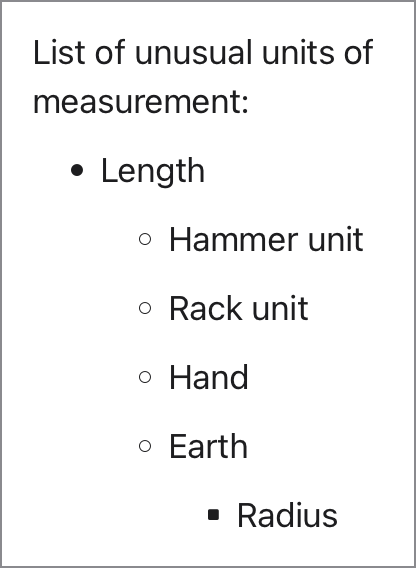 List of unusual units of
measurement:
• Length
○ Hammer unit
○ Rack unit
○ Hand
○ Earth
▪ Radius